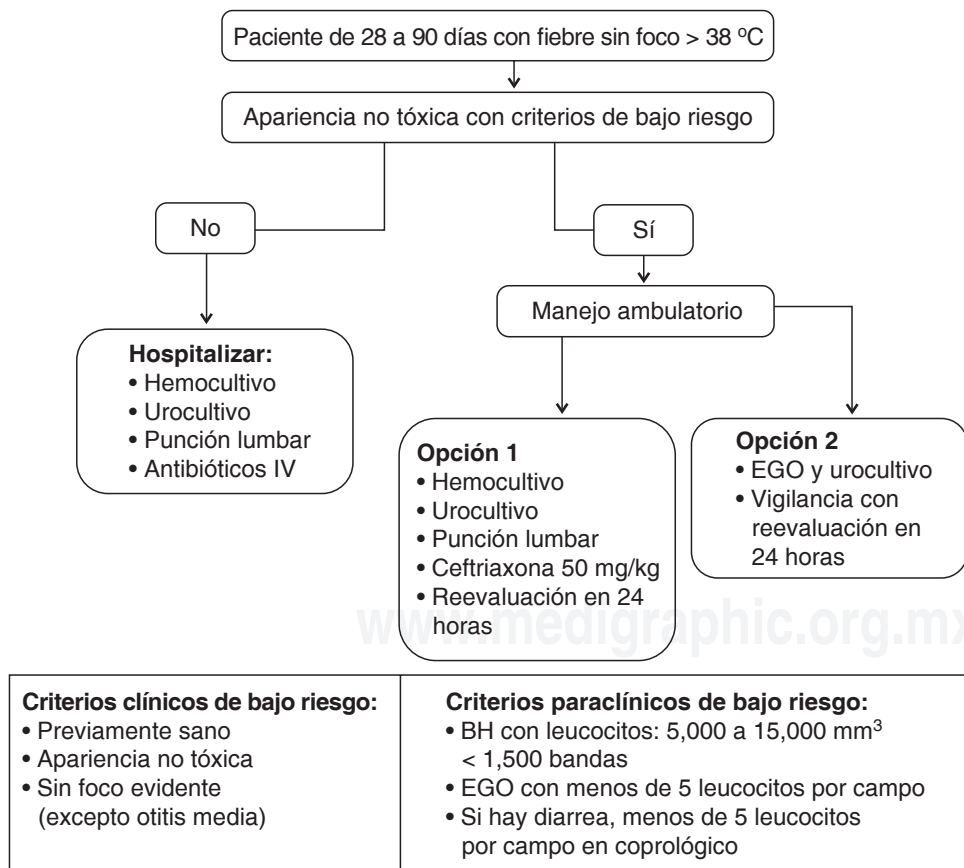 Paciente de 28 a 90 días con fiebre sin foco > 38 ºC
Apariencia no tóxica con criterios de bajo riesgo
No
Sí
Manejo ambulatorio
Hospitalizar:
• Hemocultivo
• Urocultivo
• Punción lumbar
• Antibióticos IV
Opción 1
• Hemocultivo
• Urocultivo
• Punción lumbar
• Ceftriaxona 50 mg/kg
• Reevaluación en 24
horas
Opción 2
• EGO y urocultivo
• Vigilancia con
reevaluación en
24 horas
www.medigraphic.org.mx
Criterios clínicos de bajo riesgo:
• Previamente sano
• Apariencia no tóxica
• Sin foco evidente
(excepto otitis media)
Criterios paraclínicos de bajo riesgo:
• BH con leucocitos: 5,000 a 15,000 mm³
< 1,500 bandas
• EGO con menos de 5 leucocitos por campo
• Si hay diarrea, menos de 5 leucocitos
por campo en coprológico